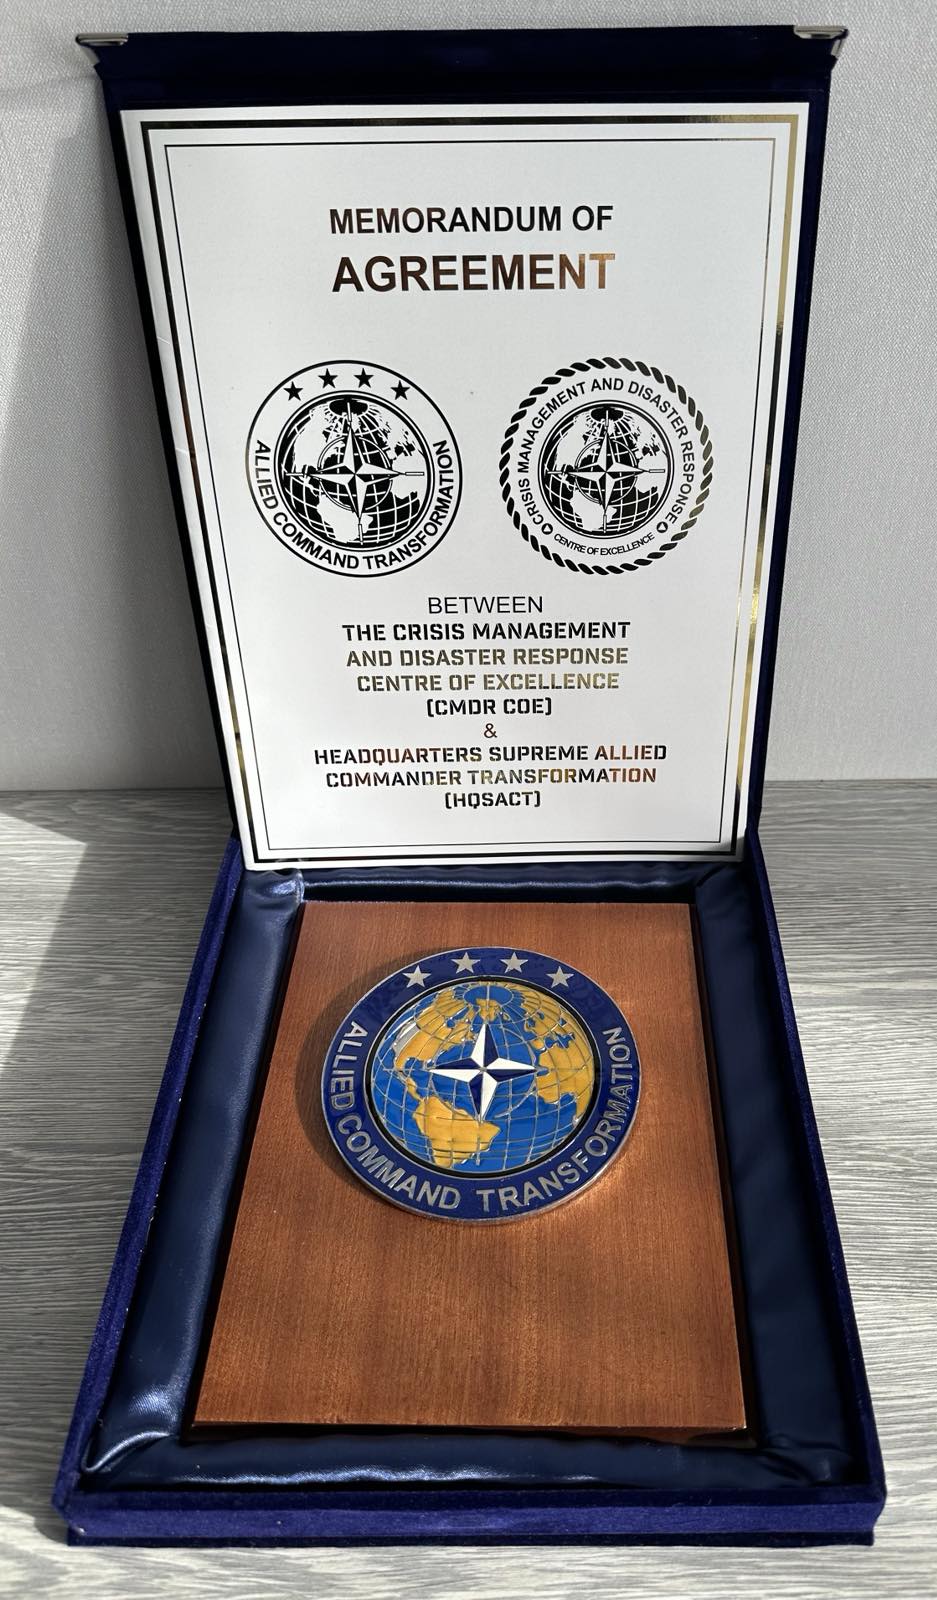 MEMORANDUM OF
AGREEMENT
ALLIED COMMAND TRANSFORMATION
CRISIS MANAGEMENT AND DISASTER RESPONSE
CENTRE OF EXCELLENCE
BETWEEN
THE CRISIS MANAGEMENT
AND DISASTER RESPONSE
CENTRE OF EXCELLENCE
(CMDR COE)
&
HEADQUARTERS SUPREME ALLIED
COMMANDER TRANSFORMATION
(HQSACT)
ALLIED COMMAND TRANSFORMATION